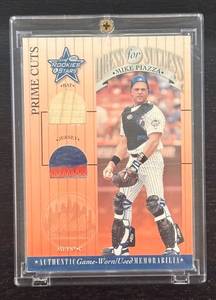 ROOKIES
& STARS
DRESS for SUCCESS
MIKE PIAZZA
PRIME CUTS
BAT
JERSEY
AUTHENTIC Game-Worn/Used MEMORABILIA